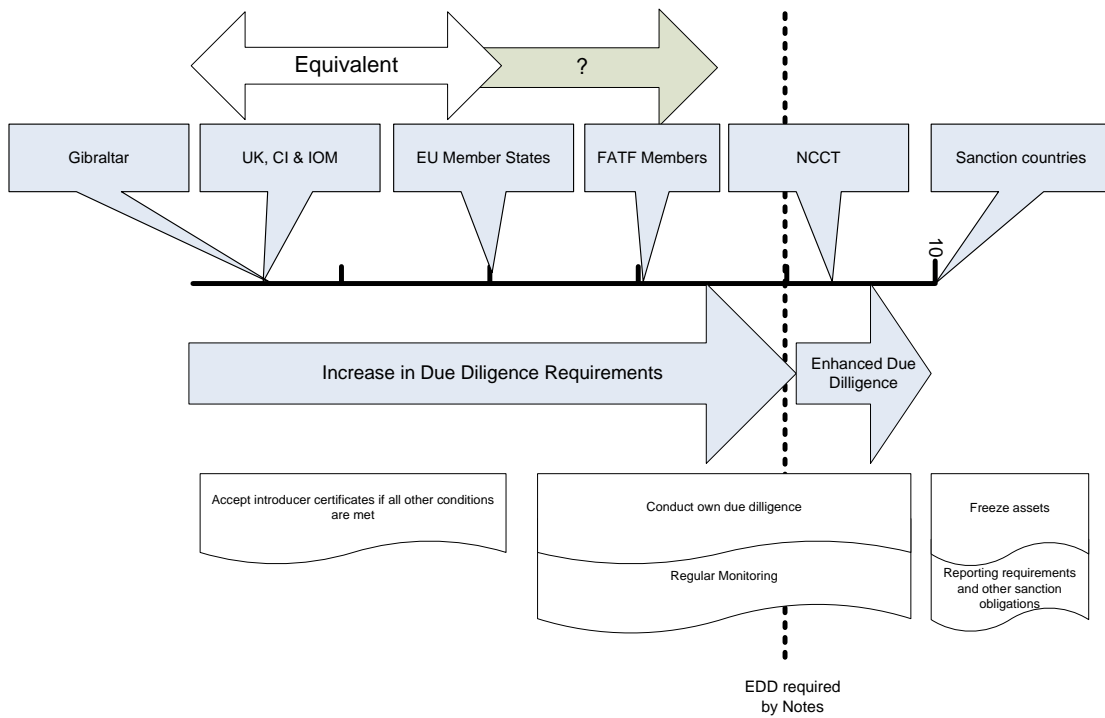 Equivalent
?
Gibraltar
UK, CI & IOM
EU Member States
FATF Members
NCCT
Sanction countries
10
Increase in Due Diligence Requirements
Enhanced Due
Dilligence
Accept introducer certificates if all other conditions
are met
Conduct own due dilligence
Freeze assets
Regular Monitoring
Reporting requirements
and other sanction
obligations
EDD required
by Notes